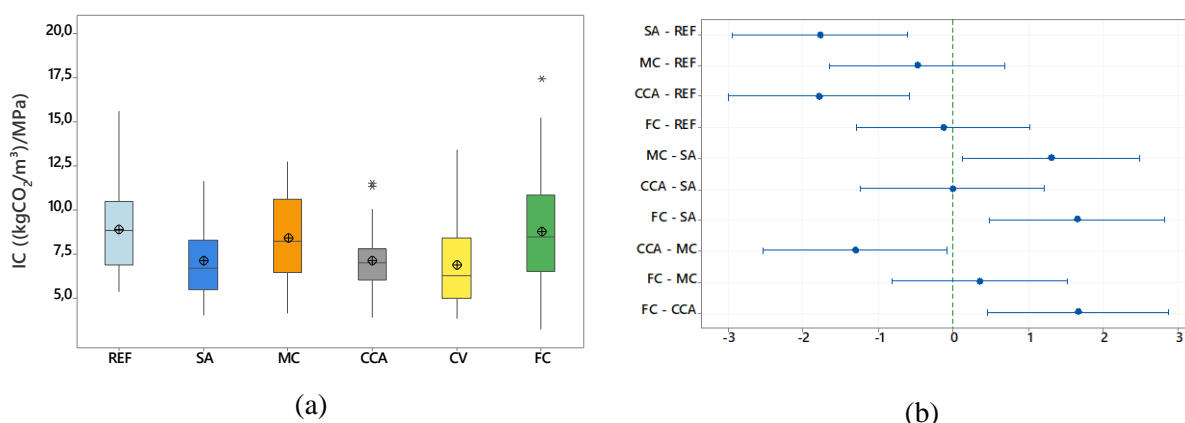 IC ((kgCO₂/m³)/MPa)
20,0
17,5
15,0
12,5
10,0
7,5
5,0
REF SA MC CCA CV FC
(a)
SA - REF
MC - REF
CCA - REF
FC - REF
MC - SA
CCA - SA
FC - SA
CCA - MC
FC - MC
FC - CCA
-3 -2 -1 0 1 2 3
(b)